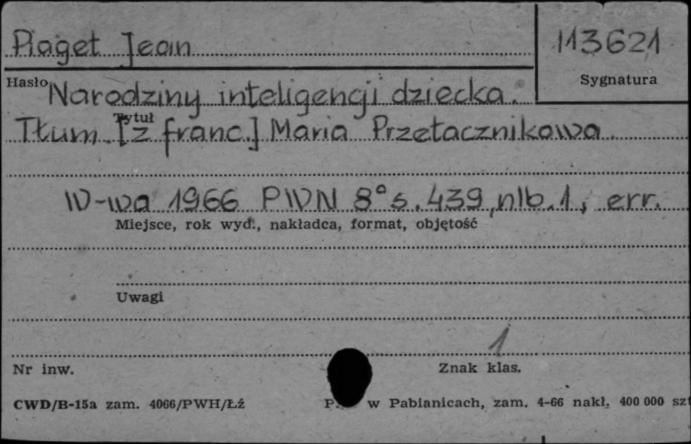 Piaget Jean
113621
Hasło
Sygnatura
Narodziny inteligencji dziecka.
Tytuł
Tłum. [z franc.] Maria Przetacznikowa
W-wa 1966 PWN 8° s. 439, nlb. 1, err.
Miejsce, rok wyd., nakładca, format, objętość
Uwagi
1
Nr inw.
Znak klas.
CWD/B-15a zam. 4066/PWH/Łź
P. w Pabianicach, zam. 4-66 nakł. 400 000 szt